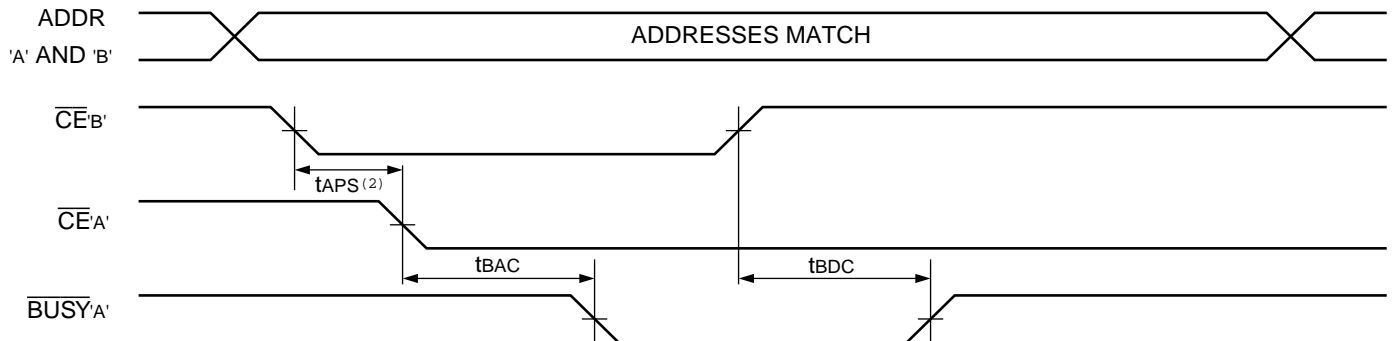 ADDR
'A' AND 'B'
ADDRESSES MATCH
CE'B'
tAPS(2)
CE'A'
tBAC
tBDC
BUSY'A'